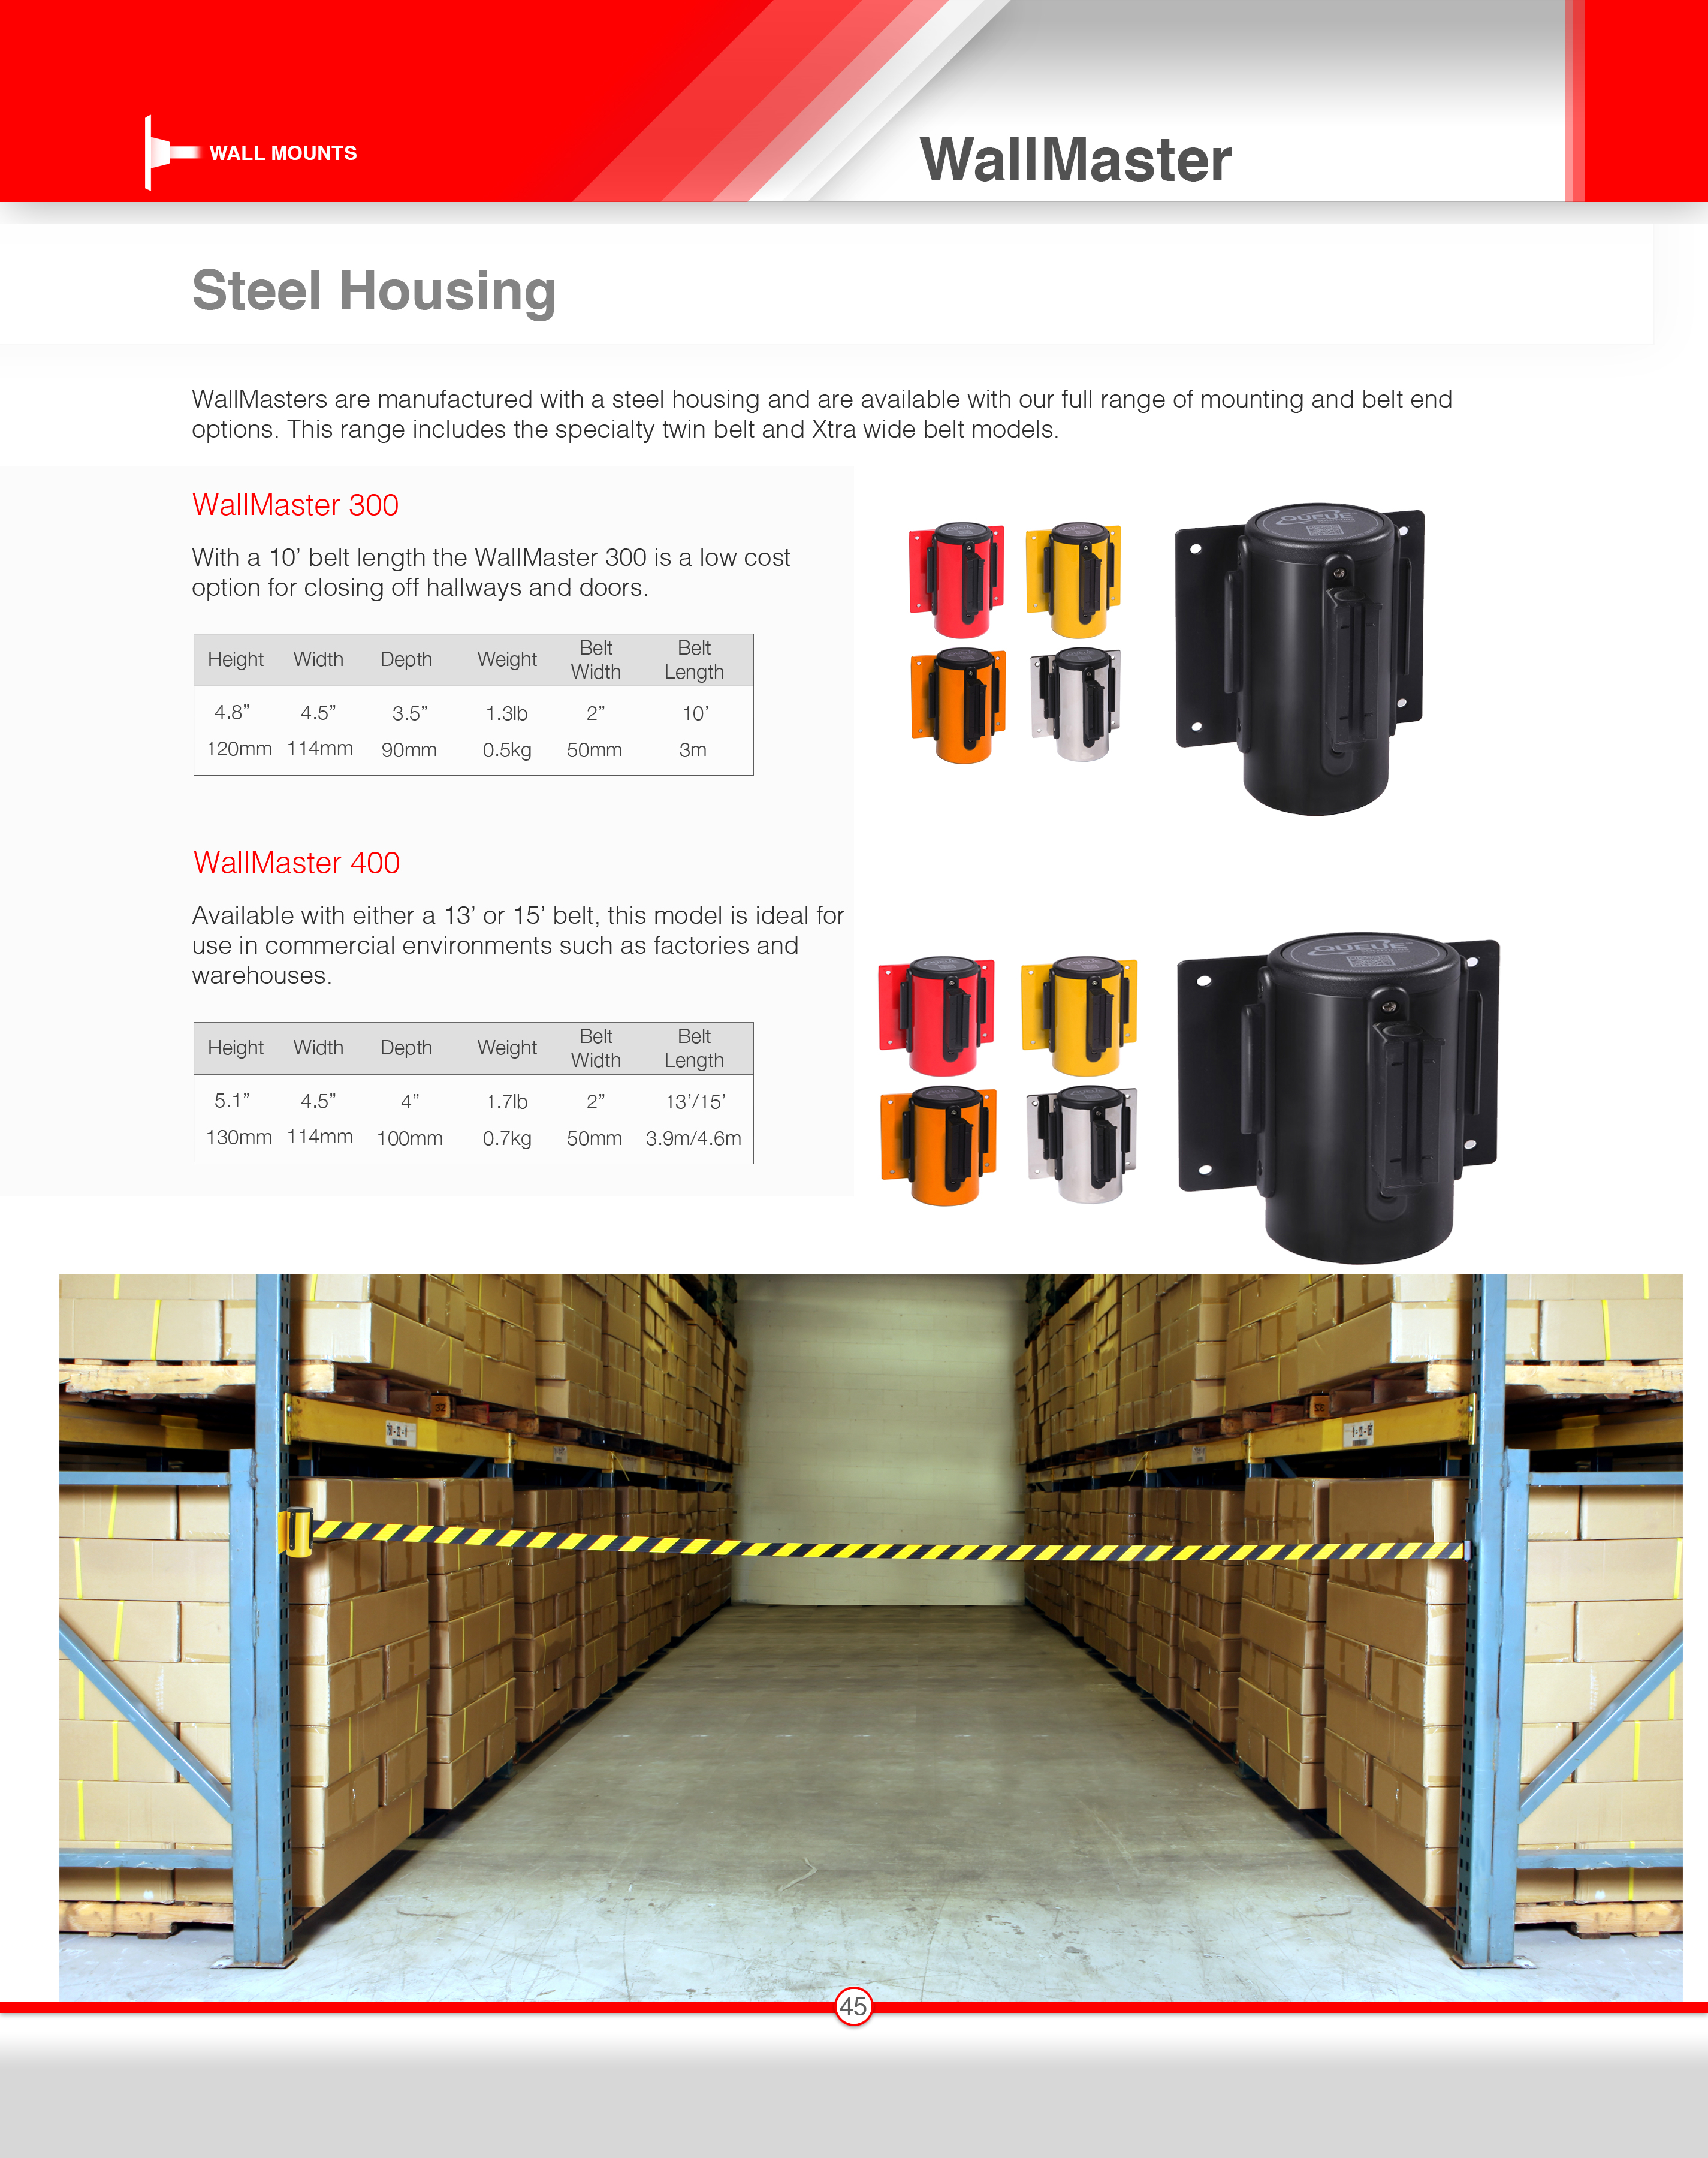 WALL MOUNTS
WallMaster
Steel Housing
WallMasters are manufactured with a steel housing and are available with our full range of mounting and belt end
options. This range includes the specialty twin belt and Xtra wide belt models.
WallMaster 300
With a 10’ belt length the WallMaster 300 is a low cost
option for closing off hallways and doors.
Height Width Depth Weight Belt Width Belt Length
4.8” 4.5” 3.5” 1.3lb 2” 10’
120mm 114mm 90mm 0.5kg 50mm 3m
QUEUE
WallMaster 400
Available with either a 13’ or 15’ belt, this model is ideal for
use in commercial environments such as factories and
warehouses.
Height Width Depth Weight Belt Width Belt Length
5.1” 4.5” 4” 1.7lb 2” 13’/15’
130mm 114mm 100mm 0.7kg 50mm 3.9m/4.6m
QUEUE
45